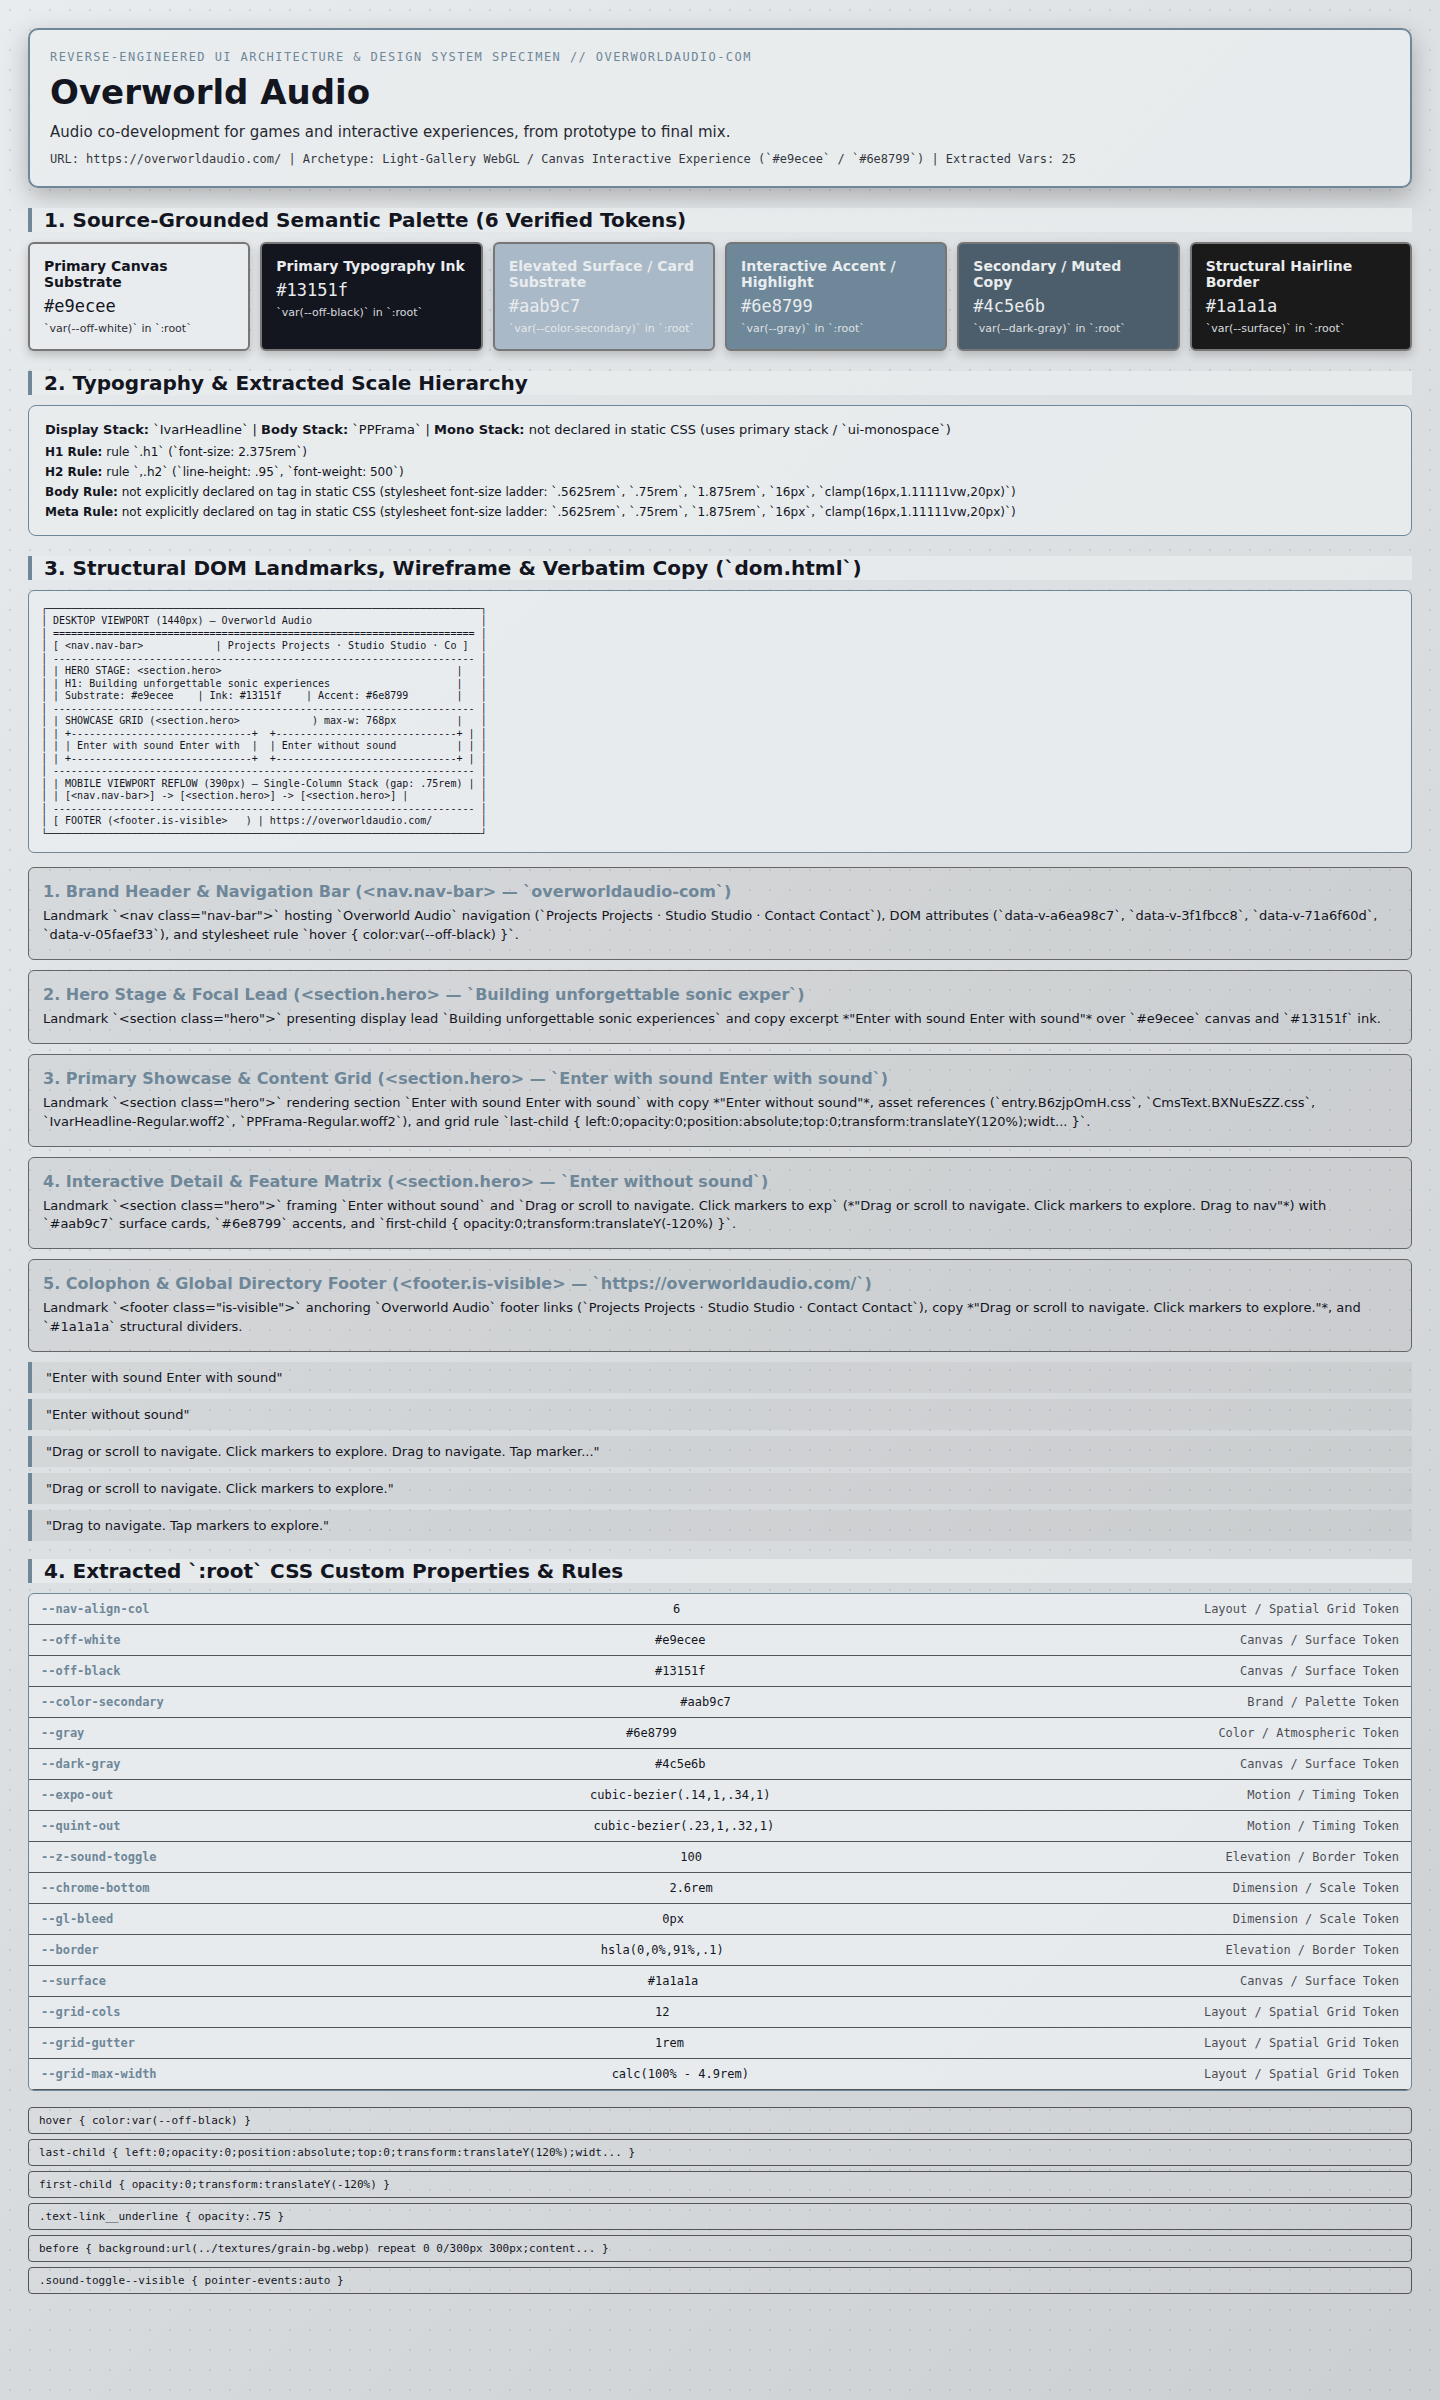 REVERSE-ENGINEERED UI ARCHITECTURE & DESIGN SYSTEM SPECIMEN // OVERWORLDAUDIO-COM
Overworld Audio
Audio co-development for games and interactive experiences, from prototype to final mix.
URL: https://overworldaudio.com/ | Archetype: Light-Gallery WebGL / Canvas Interactive Experience (`#e9ecee` / `#6e8799`) | Extracted Vars: 25
1. Source-Grounded Semantic Palette (6 Verified Tokens)
Primary Canvas
Substrate
#e9ecee
`var(--off-white)` in `:root`
Primary Typography Ink
#13151f
`var(--off-black)` in `:root`
Elevated Surface / Card
Substrate
#aab9c7
`var(--color-secondary)` in `:root`
Interactive Accent /
Highlight
#6e8799
`var(--gray)` in `:root`
Secondary / Muted
Copy
#4c5e6b
`var(--dark-gray)` in `:root`
Structural Hairline
Border
#1a1a1a
`var(--surface)` in `:root`
2. Typography & Extracted Scale Hierarchy
Display Stack: `IvarHeadline` | Body Stack: `PPFrama` | Mono Stack: not declared in static CSS (uses primary stack / `ui-monospace`)
H1 Rule: rule `.h1` (`font-size: 2.375rem`)
H2 Rule: rule `,.h2` (`line-height: .95`, `font-weight: 500`)
Body Rule: not explicitly declared on tag in static CSS (stylesheet font-size ladder: `.5625rem`, `.75rem`, `1.875rem`, `16px`, `clamp(16px,1.11111vw,20px)`)
Meta Rule: not explicitly declared on tag in static CSS (stylesheet font-size ladder: `.5625rem`, `.75rem`, `1.875rem`, `16px`, `clamp(16px,1.11111vw,20px)`)
3. Structural DOM Landmarks, Wireframe & Verbatim Copy (`dom.html`)
DESKTOP VIEWPORT (1440px) — Overworld Audio
======================================================================
[ <nav.nav-bar>            | Projects Projects · Studio Studio · Co ]
----------------------------------------------------------------------
| HERO STAGE: <section.hero>                                       |
| H1: Building unforgettable sonic experiences                     |
| Substrate: #e9ecee    | Ink: #13151f    | Accent: #6e8799        |
----------------------------------------------------------------------
| SHOWCASE GRID (<section.hero>            ) max-w: 768px          |
| +------------------------------+  +------------------------------+ |
| | Enter with sound Enter with  |  | Enter without sound          | |
| +------------------------------+  +------------------------------+ |
----------------------------------------------------------------------
| MOBILE VIEWPORT REFLOW (390px) — Single-Column Stack (gap: .75rem) |
| [<nav.nav-bar>] -> [<section.hero>] -> [<section.hero>] |
----------------------------------------------------------------------
[ FOOTER (<footer.is-visible>   ) | https://overworldaudio.com/
1. Brand Header & Navigation Bar (<nav.nav-bar> — `overworldaudio-com`)
Landmark `<nav class="nav-bar">` hosting `Overworld Audio` navigation (`Projects Projects · Studio Studio · Contact Contact`), DOM attributes (`data-v-a6ea98c7`, `data-v-3f1fbcc8`, `data-v-71a6f60d`,
`data-v-05faef33`), and stylesheet rule `hover { color:var(--off-black) }`.
2. Hero Stage & Focal Lead (<section.hero> — `Building unforgettable sonic exper`)
Landmark `<section class="hero">` presenting display lead `Building unforgettable sonic experiences` and copy excerpt *"Enter with sound Enter with sound"* over `#e9ecee` canvas and `#13151f` ink.
3. Primary Showcase & Content Grid (<section.hero> — `Enter with sound Enter with sound`)
Landmark `<section class="hero">` rendering section `Enter with sound Enter with sound` with copy *"Enter without sound"*, asset references (`entry.B6zjpOmH.css`, `CmsText.BXNuEsZZ.css`,
`IvarHeadline-Regular.woff2`, `PPFrama-Regular.woff2`), and grid rule `last-child { left:0;opacity:0;position:absolute;top:0;transform:translateY(120%);widt... }`.
4. Interactive Detail & Feature Matrix (<section.hero> — `Enter without sound`)
Landmark `<section class="hero">` framing `Enter without sound` and `Drag or scroll to navigate. Click markers to exp` (*"Drag or scroll to navigate. Click markers to explore. Drag to nav"*) with
`#aab9c7` surface cards, `#6e8799` accents, and `first-child { opacity:0;transform:translateY(-120%) }`.
5. Colophon & Global Directory Footer (<footer.is-visible> — `https://overworldaudio.com/`)
Landmark `<footer class="is-visible">` anchoring `Overworld Audio` footer links (`Projects Projects · Studio Studio · Contact Contact`), copy *"Drag or scroll to navigate. Click markers to explore."*, and
`#1a1a1a` structural dividers.
"Enter with sound Enter with sound"
"Enter without sound"
"Drag or scroll to navigate. Click markers to explore. Drag to navigate. Tap marker..."
"Drag or scroll to navigate. Click markers to explore."
"Drag to navigate. Tap markers to explore."
4. Extracted `:root` CSS Custom Properties & Rules
--nav-align-col 6 Layout / Spatial Grid Token
--off-white #e9ecee Canvas / Surface Token
--off-black #13151f Canvas / Surface Token
--color-secondary #aab9c7 Brand / Palette Token
--gray #6e8799 Color / Atmospheric Token
--dark-gray #4c5e6b Canvas / Surface Token
--expo-out cubic-bezier(.14,1,.34,1) Motion / Timing Token
--quint-out cubic-bezier(.23,1,.32,1) Motion / Timing Token
--z-sound-toggle 100 Elevation / Border Token
--chrome-bottom 2.6rem Dimension / Scale Token
--gl-bleed 0px Dimension / Scale Token
--border hsla(0,0%,91%,.1) Elevation / Border Token
--surface #1a1a1a Canvas / Surface Token
--grid-cols 12 Layout / Spatial Grid Token
--grid-gutter 1rem Layout / Spatial Grid Token
--grid-max-width calc(100% - 4.9rem) Layout / Spatial Grid Token
hover { color:var(--off-black) }
last-child { left:0;opacity:0;position:absolute;top:0;transform:translateY(120%);widt... }
first-child { opacity:0;transform:translateY(-120%) }
.text-link__underline { opacity:.75 }
before { background:url(../textures/grain-bg.webp) repeat 0 0/300px 300px;content... }
.sound-toggle--visible { pointer-events:auto }